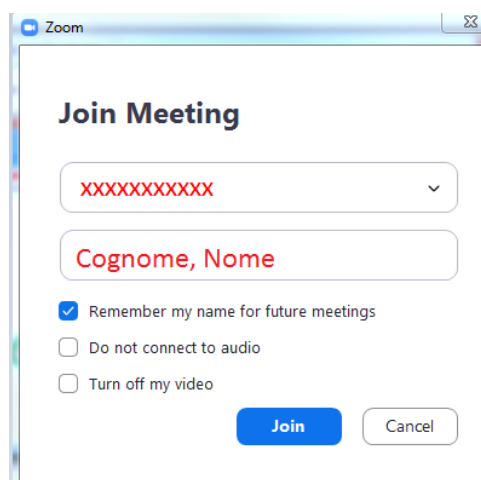 Zoom
Join Meeting
xxxxxxxxxxx
Cognome, Nome
Remember my name for future meetings
Do not connect to audio
Turn off my video
Join Cancel